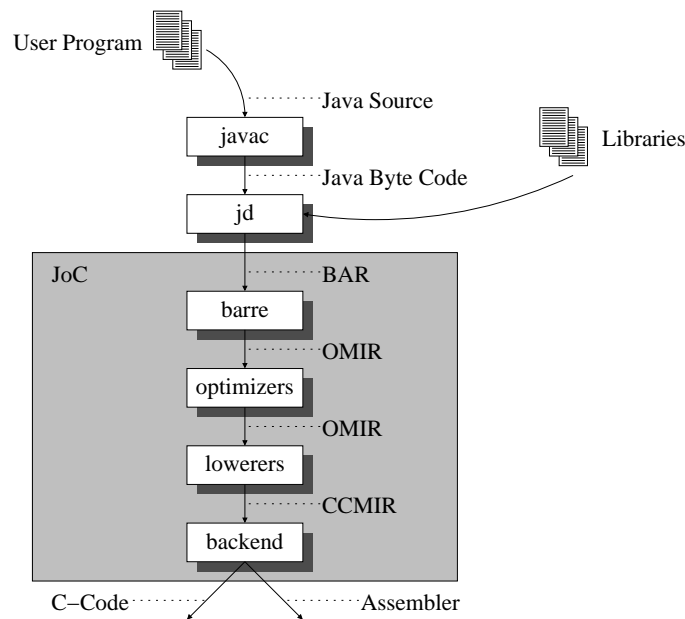 User Program
Java Source
javac
Libraries
Java Byte Code
jd
JoC
BAR
barre
OMIR
optimizers
OMIR
lowerers
CCMIR
backend
C−Code
Assembler